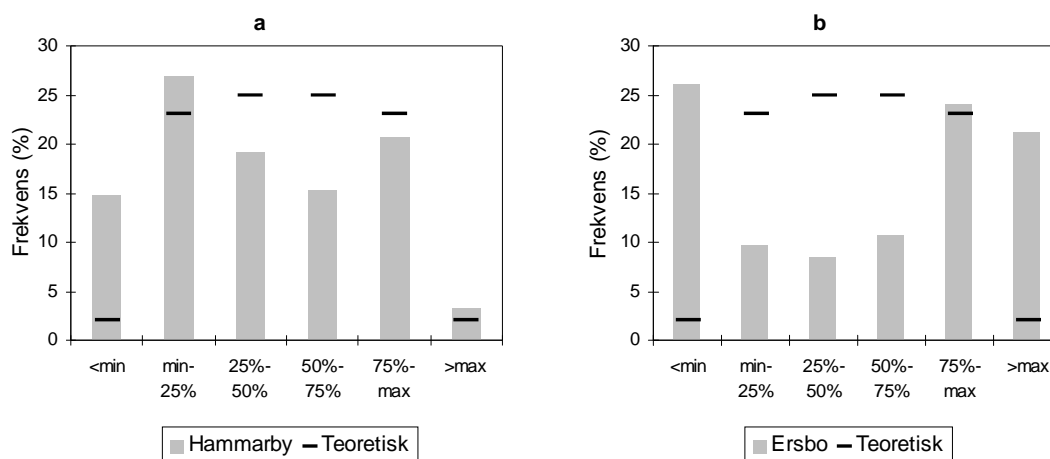 a
Frekvens (%)
30
25
20
15
10
5
0
<min
min-
25%
25%-
50%
50%-
75%
75%-
max
>max
Hammarby
Teoretisk
b
Frekvens (%)
30
25
20
15
10
5
0
<min
min-
25%
25%-
50%
50%-
75%
75%-
max
>max
Ersbo
Teoretisk